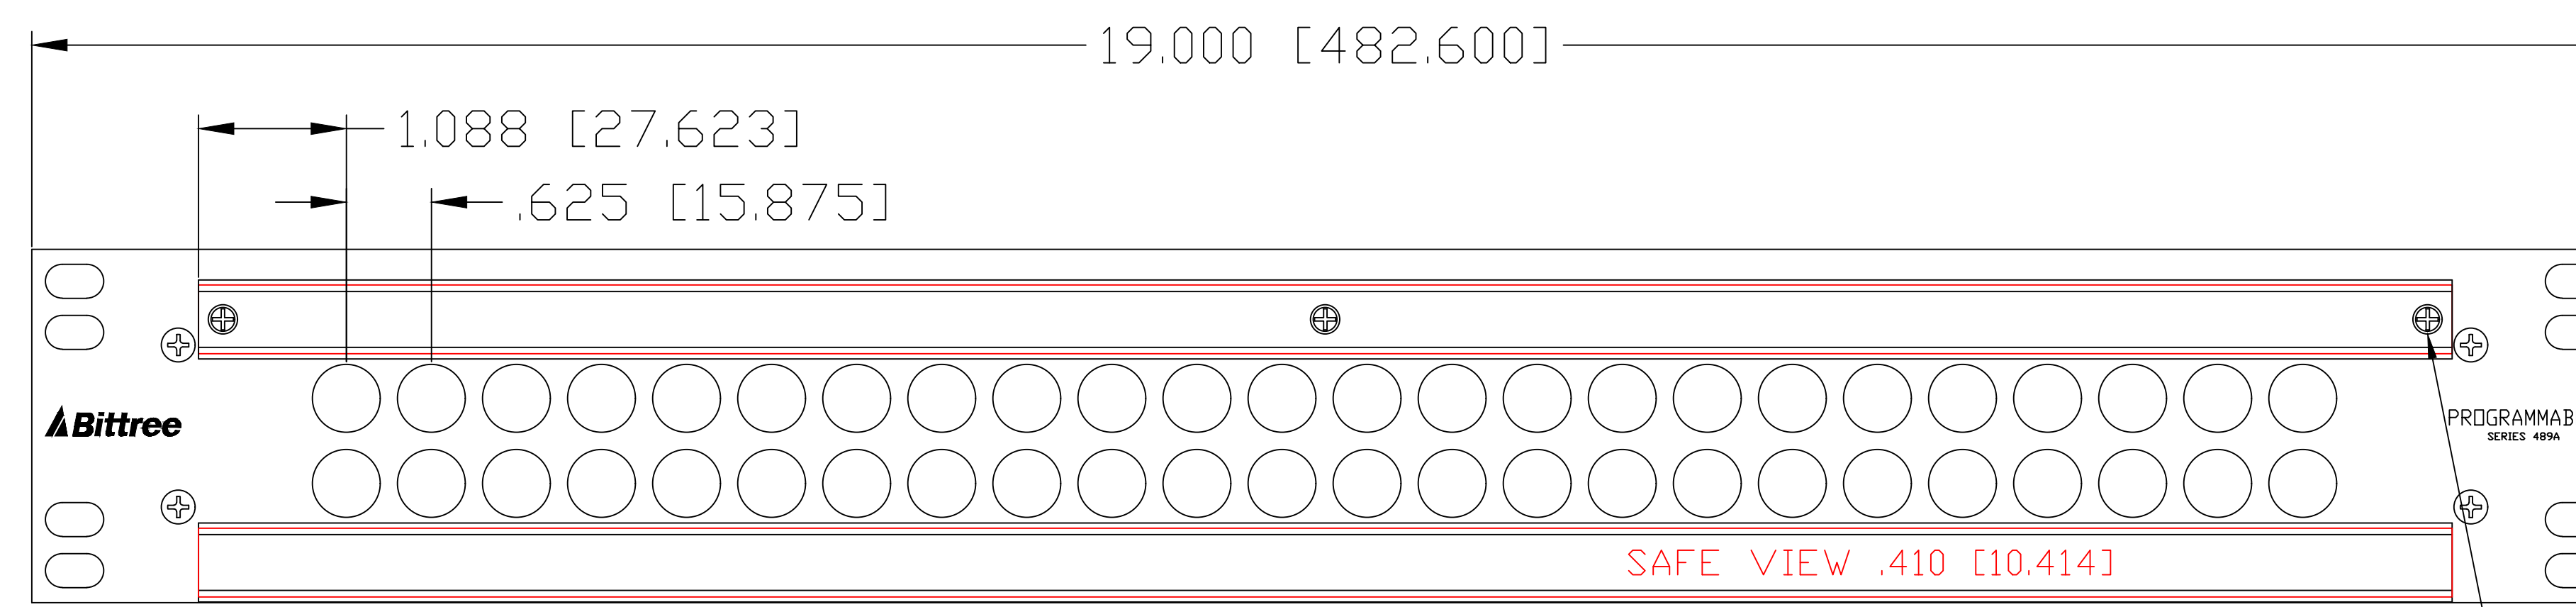 19.000 [482.600]
1.088 [27.623]
.625 [15.875]
Bittree
PROGRAMMAB
SERIES 489A
SAFE VIEW .410 [10.414]